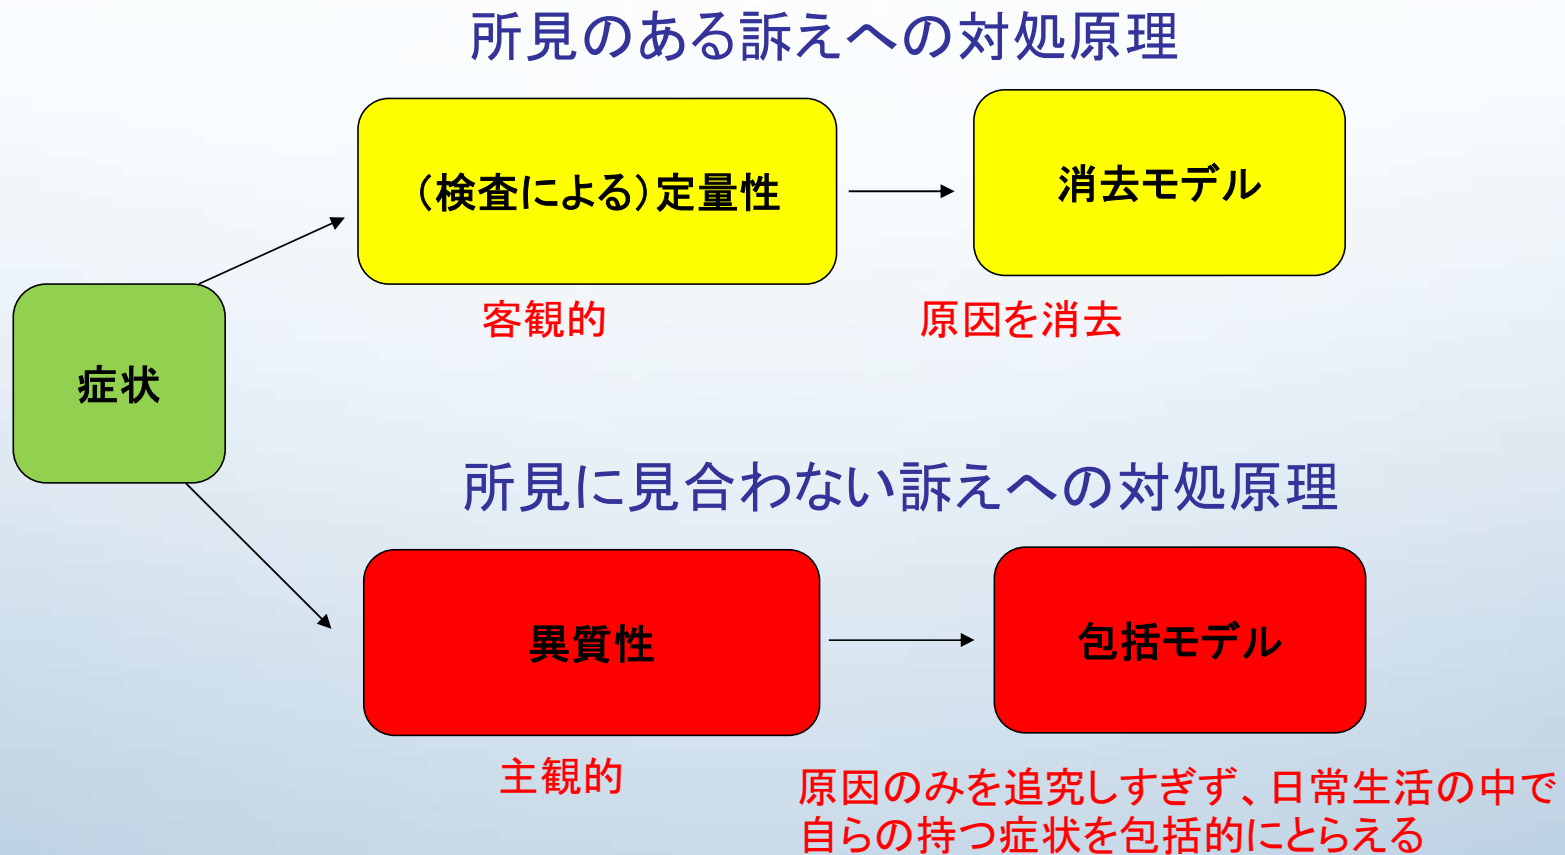 所見のある訴えへの対処原理
（検査による）定量性
消去モデル
客観的
原因を消去
症状
所見に見合わない訴えへの対処原理
異質性
包括モデル
主観的
原因のみを追究しすぎず、日常生活の中で
自らの持つ症状を包括的にとらえる